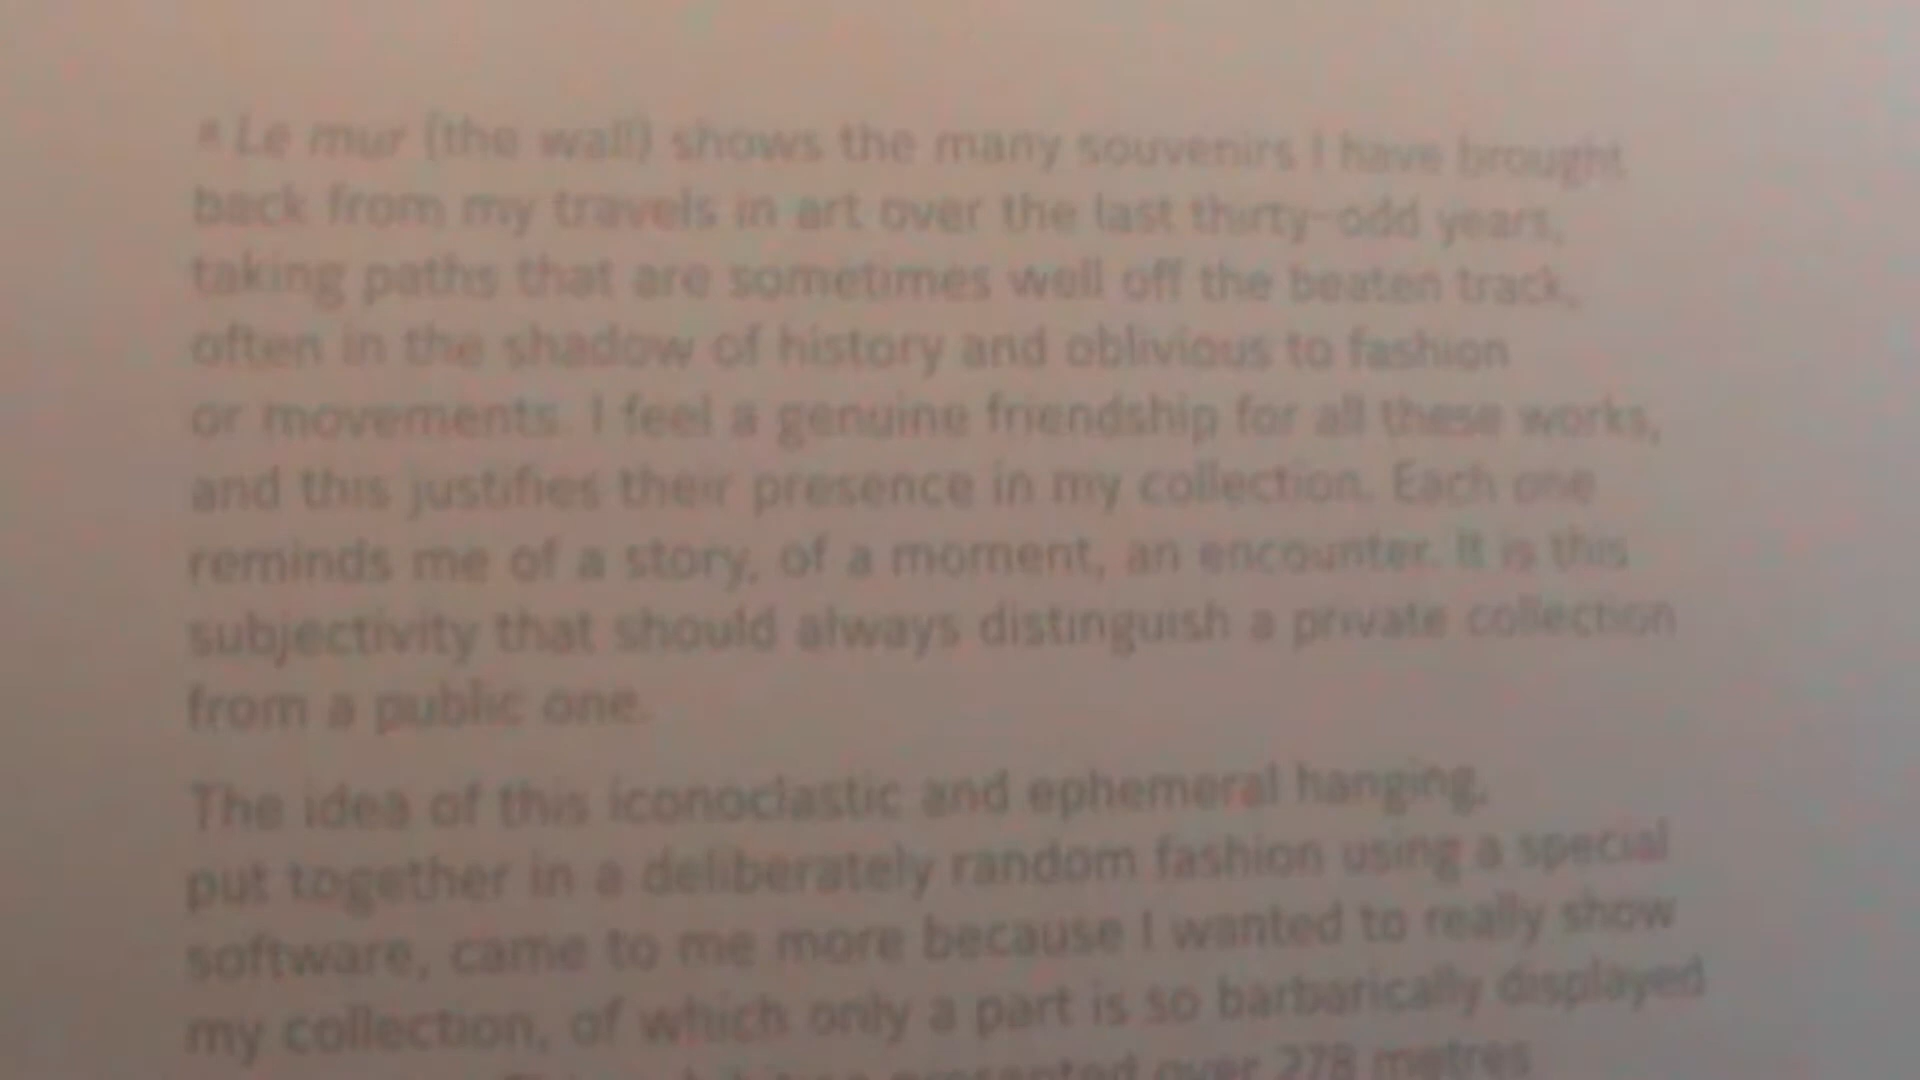 Le mur (the wall) shows the many souvenirs I have brought
back from my travels in art over the last thirty-odd years,
taking paths that are sometimes well off the beaten track,
often in the shadow of history and oblivious to fashion
or movements. I feel a genuine friendship for all these works,
and this justifies their presence in my collection. Each one
reminds me of a story, of a moment, an encounter. It is this
subjectivity that should always distinguish a private collection
from a public one.
The idea of this iconoclastic and ephemeral hanging,
put together in a deliberately random fashion using a special
software, came to me more because I wanted to really show
my collection, of which only a part is so barbarically displayed
presented over 278 metres